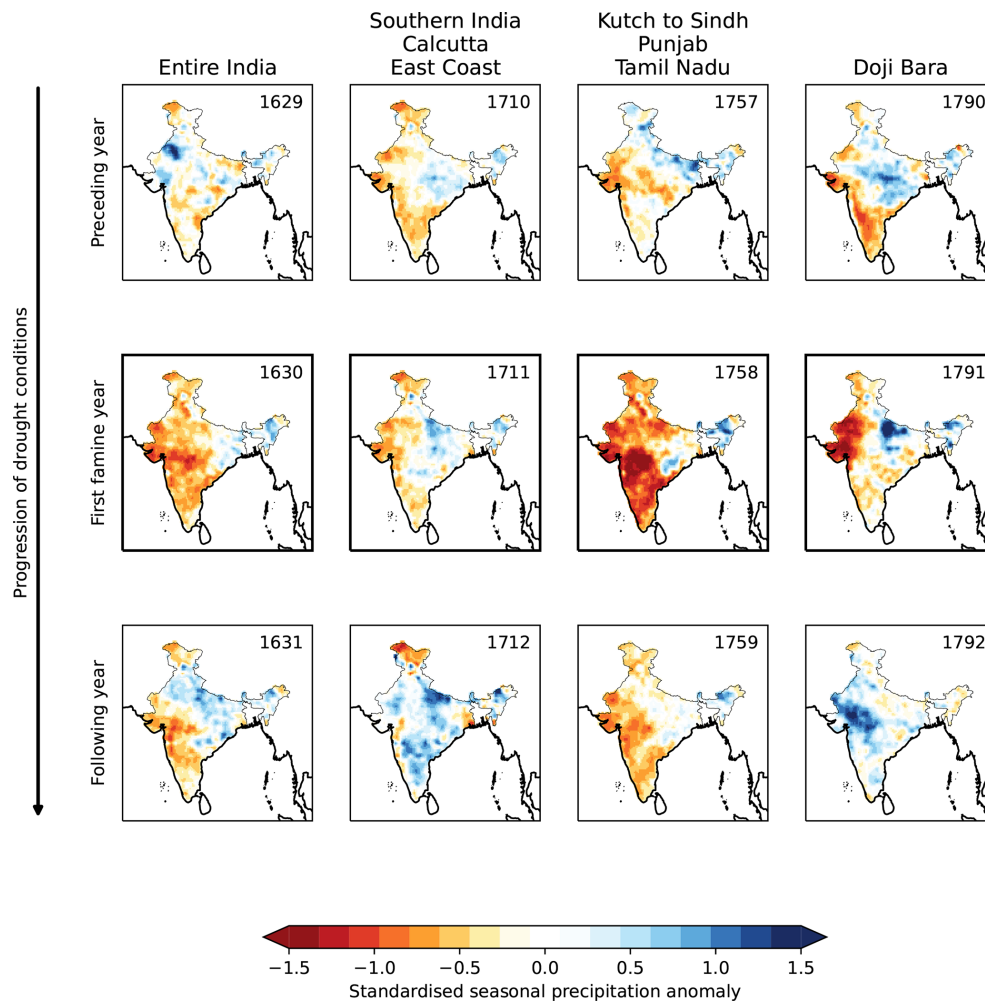 Entire India
Southern India
Calcutta
East Coast
Kutch to Sindh
Punjab
Tamil Nadu
Doji Bara
Progression of drought conditions
Preceding year
1629
1710
1757
1790
First famine year
1630
1711
1758
1791
Following year
1631
1712
1759
1792
−1.5 −1.0 −0.5 0.0 0.5 1.0 1.5
Standardised seasonal precipitation anomaly